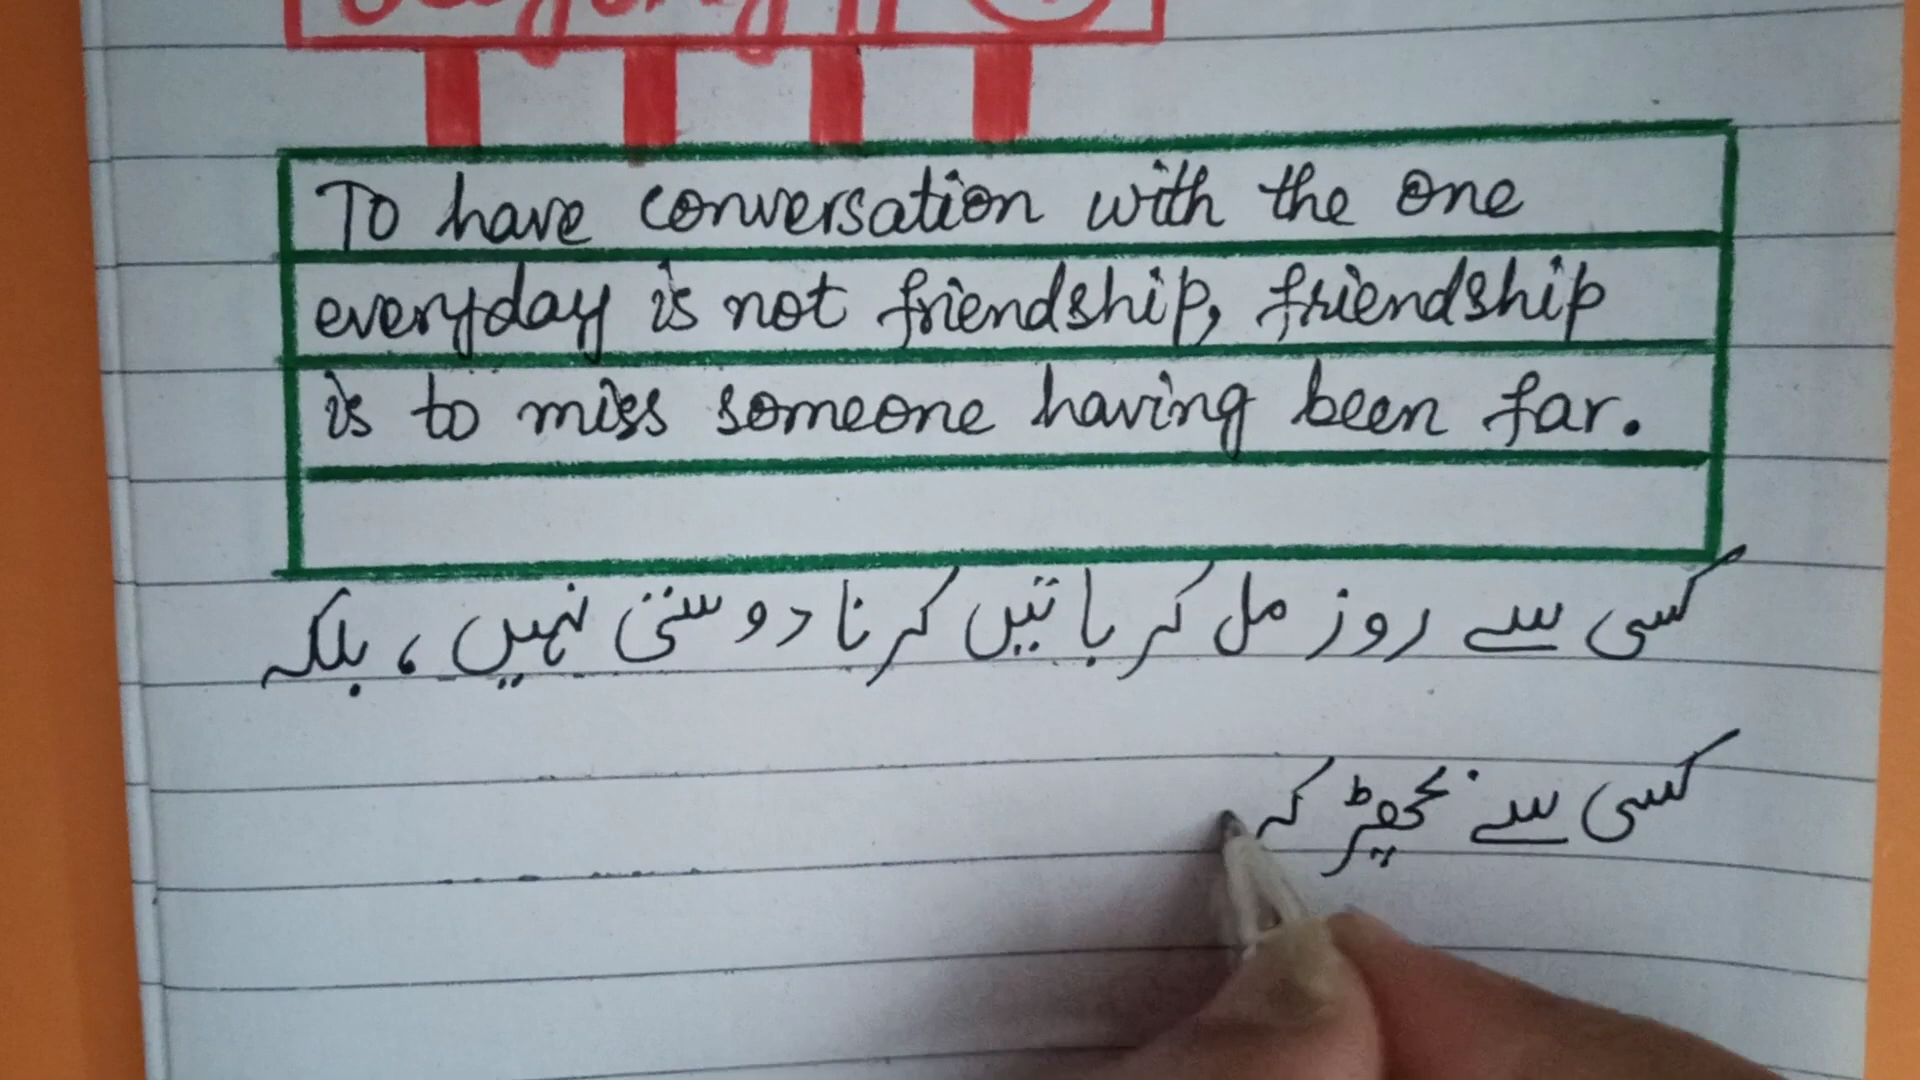 To have conversation with the one
everyday is not friendship, friendship
is to miss someone having been far.
کسی سے روز مل کر باتیں کرنا دوستی نہیں، بلکہ
کسی سے بچھڑ کر